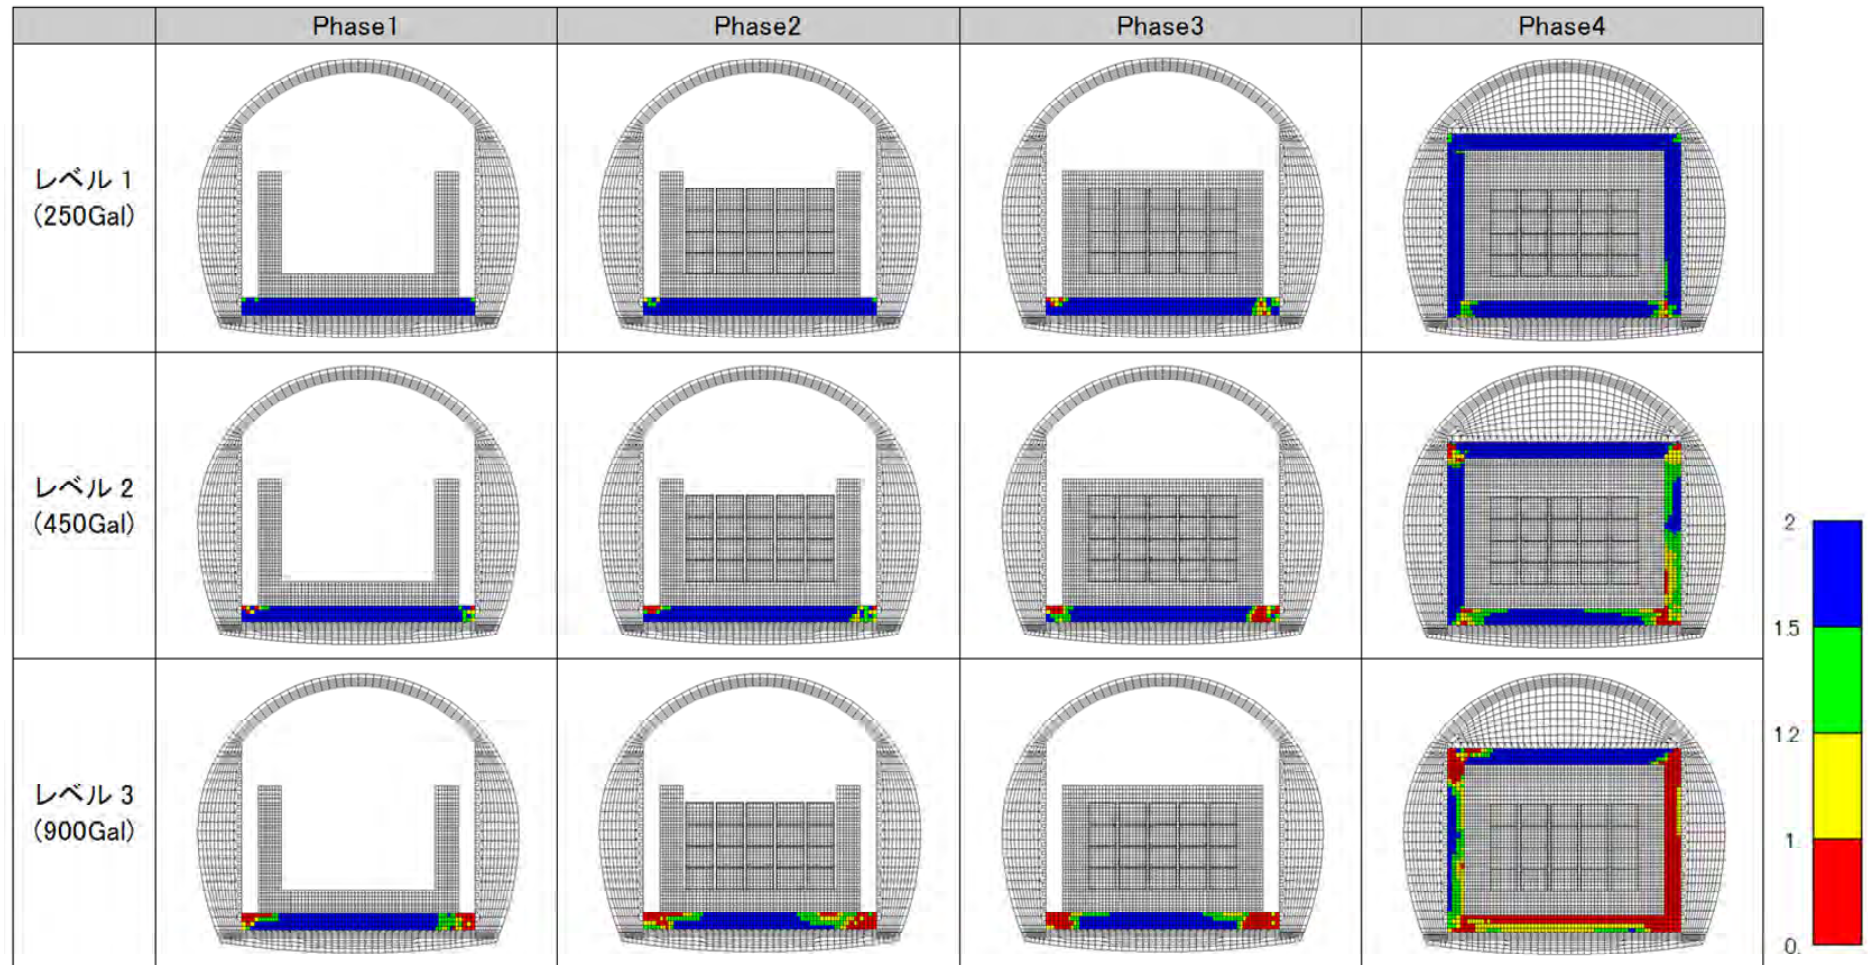 Phase1
Phase2
Phase3
Phase4
レベル 1
(250Gal)
レベル 2
(450Gal)
レベル 3
(900Gal)
2.
1.5
1.2
1.
0.